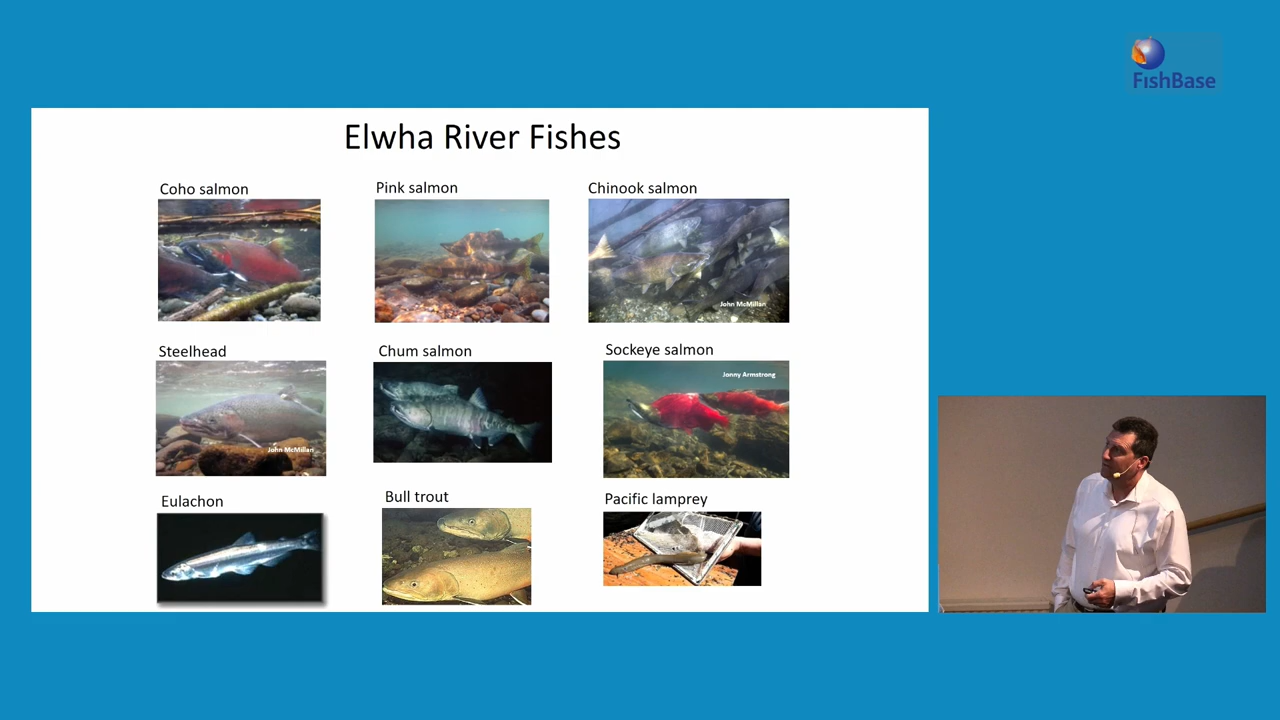 FishBase
Elwha River Fishes
Coho salmon
Pink salmon
Chinook salmon
John McMillan
Steelhead
Chum salmon
Sockeye salmon
Jonny Armstrong
John McMillan
Eulachon
Bull trout
Pacific lamprey